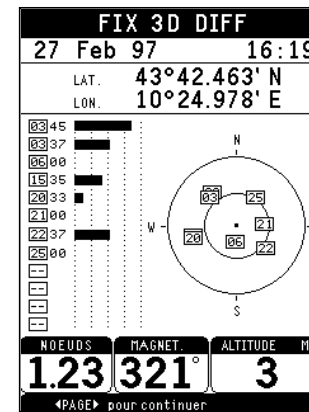 FIX 3D DIFF
27 Feb 97 16:19
LAT. 43°42.463' N
LON. 10°24.978' E
03 45
03 37
06 00
15 35
20 33
21 00
22 37
25 00
--
--
--
--
N
03 25
W 21
20 06 22
S
NOEUDS MAGNET. ALTITUDE M
1.23 321° 3
◄PAGE► pour continuer